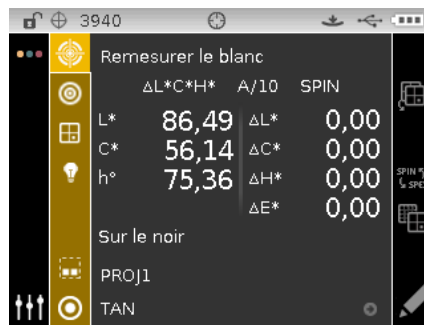 3940
Remesurer le blanc
ΔL*C*H* A/10 SPIN
L* 86,49 ΔL* 0,00
C* 56,14 ΔC* 0,00
h° 75,36 ΔH* 0,00
ΔE* 0,00
SPIN
Sur le noir
PROJ1
TAN